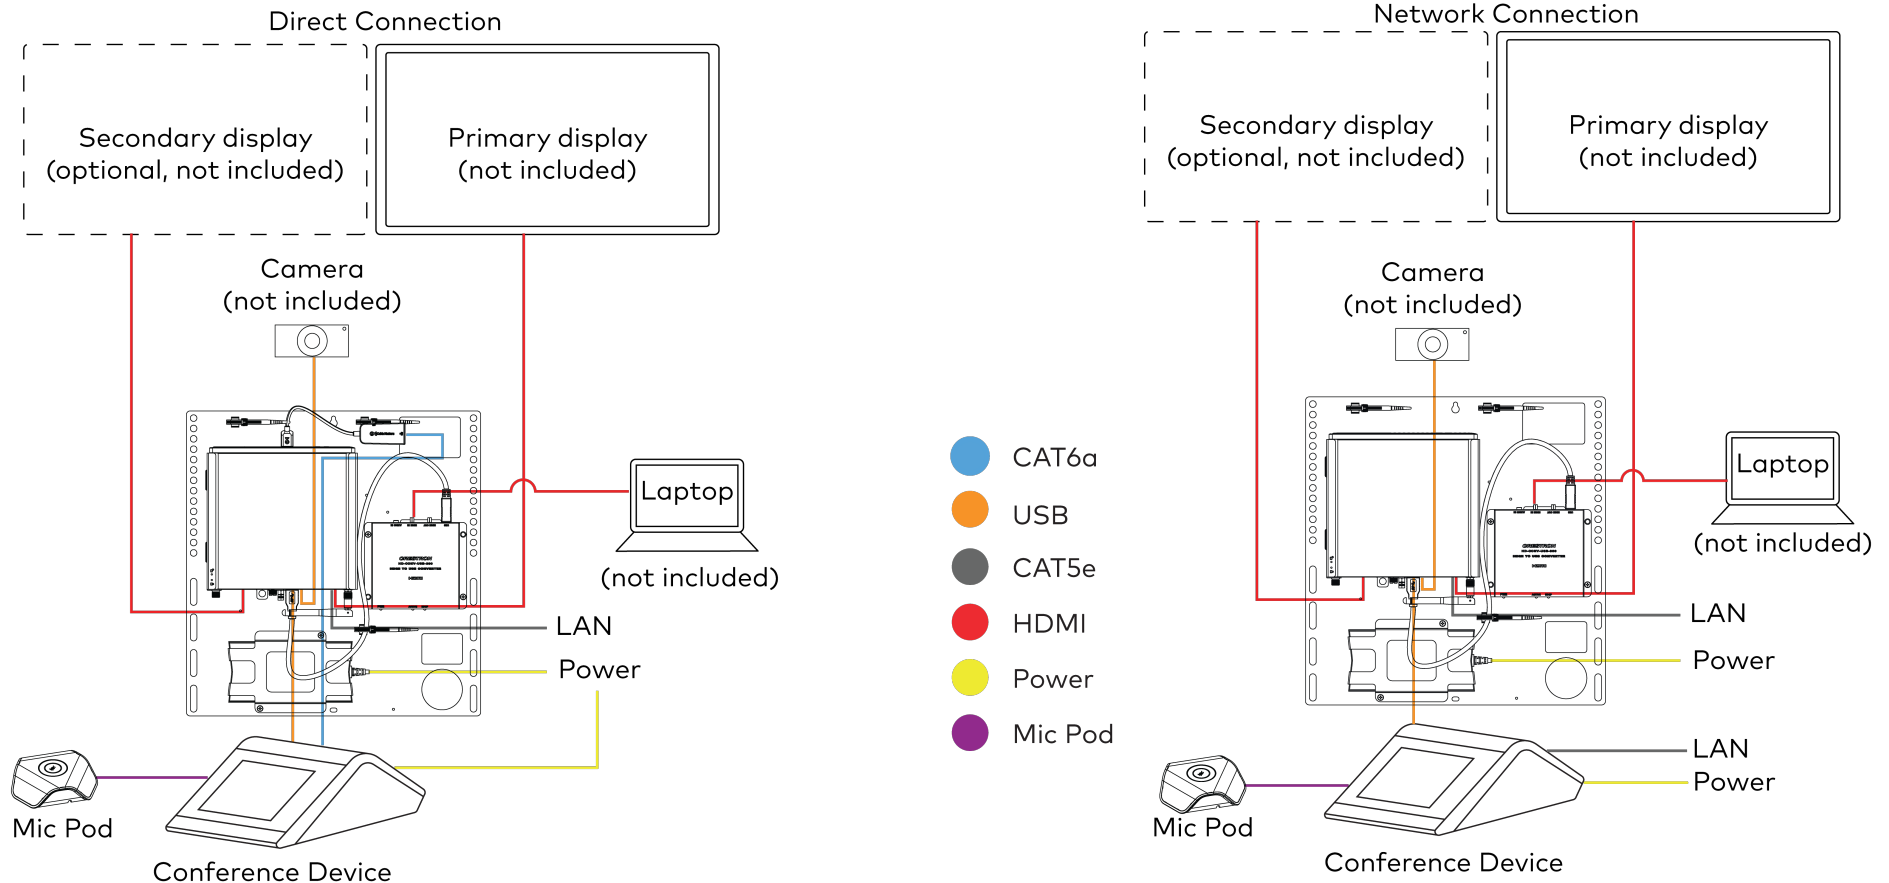 Direct Connection
Secondary display
(optional, not included)
Primary display
(not included)
Camera
(not included)
Laptop
(not included)
CRESTRON
LAN
Power
Mic Pod
Conference Device
CAT6a
USB
CAT5e
HDMI
Power
Mic Pod
Network Connection
Secondary display
(optional, not included)
Primary display
(not included)
Camera
(not included)
Laptop
(not included)
CRESTRON
LAN
Power
LAN
Power
Mic Pod
Conference Device